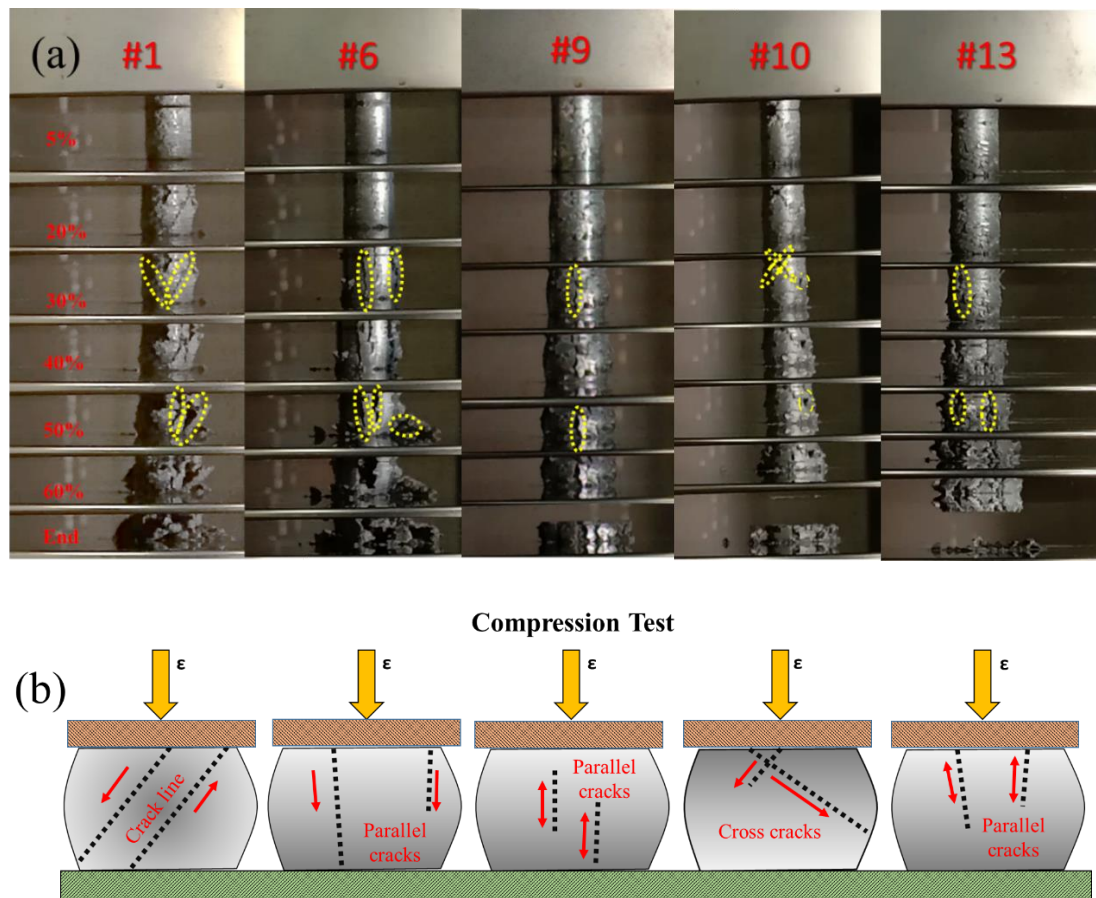 (a)
#1
#6
#9
#10
#13
5%
20%
30%
40%
50%
60%
End
Compression Test
(b)
ε
ε
ε
ε
ε
Crack line
Parallel
cracks
Parallel
cracks
Cross cracks
Parallel
cracks